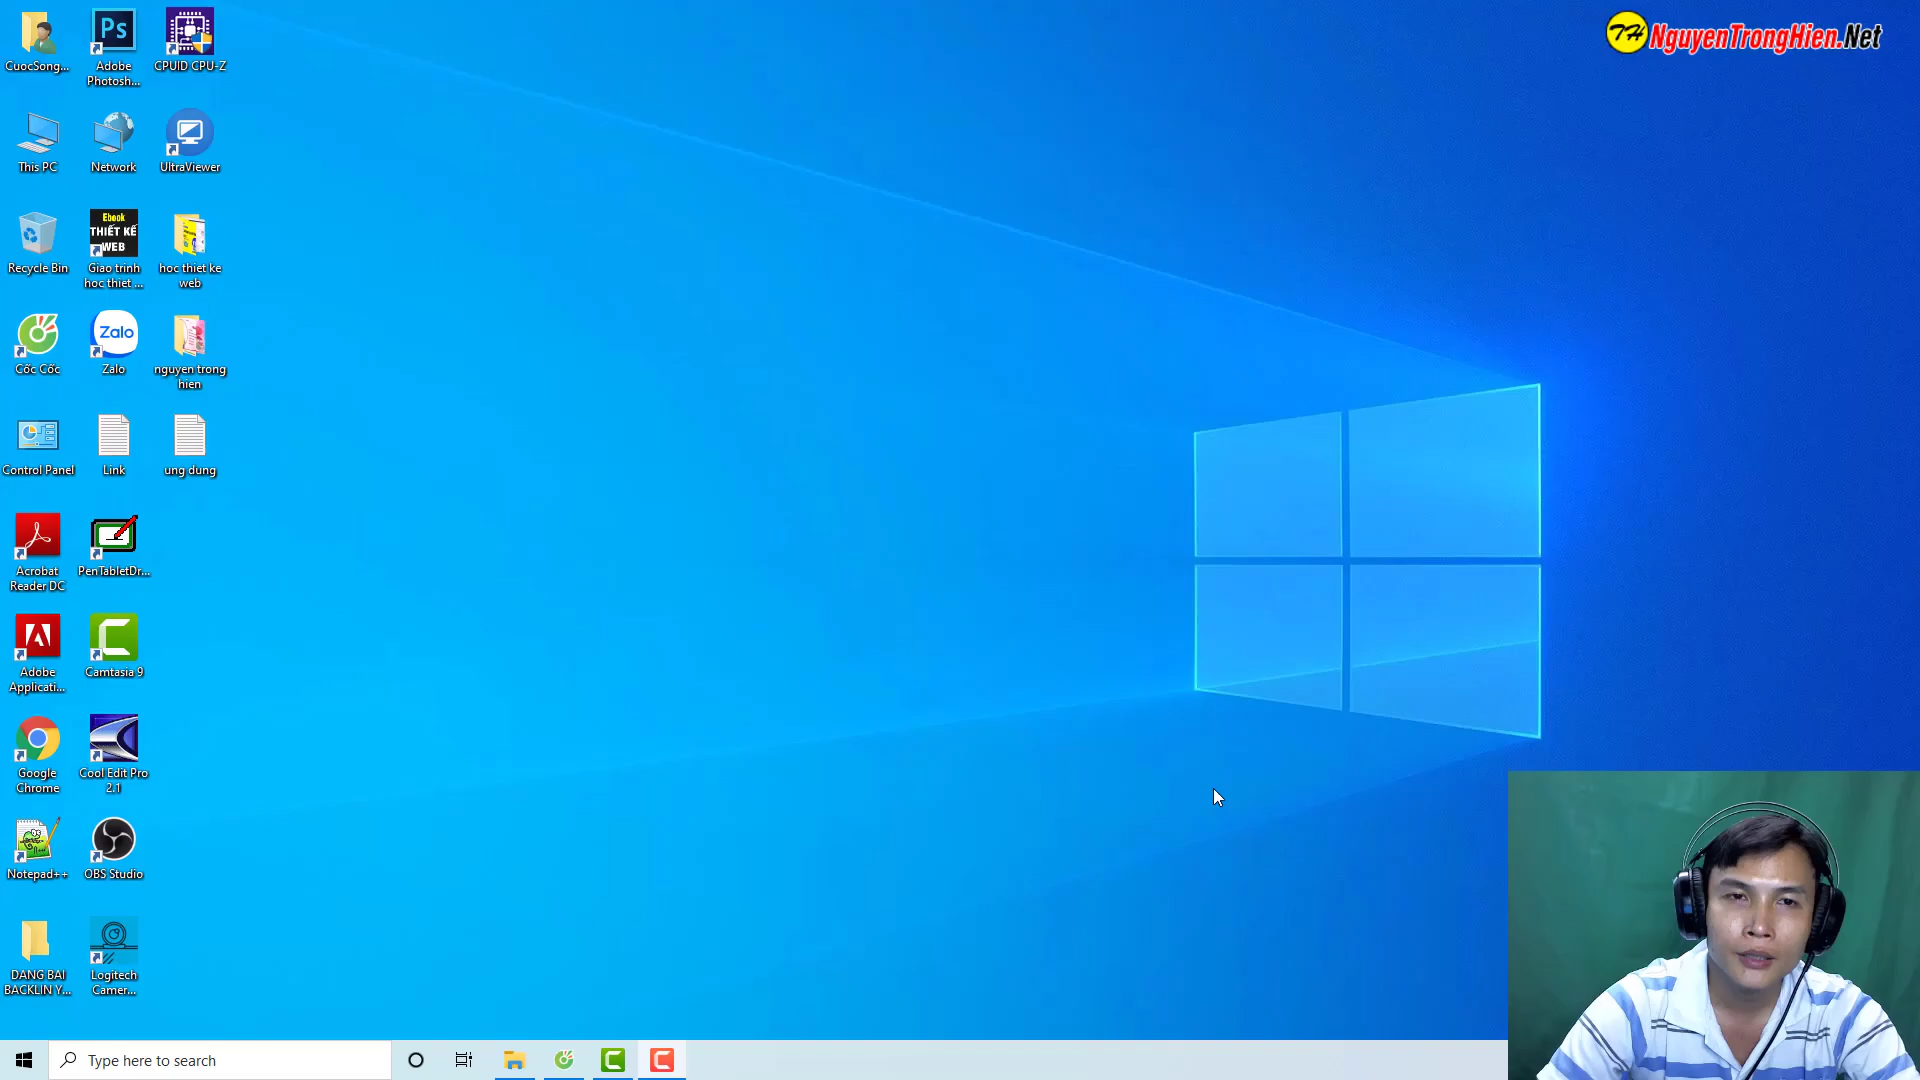 CuocSong...
Ps
Adobe
Photosh...
CPUID CPU-Z
TH NguyenTrongHien.Net
This PC
Network
UltraViewer
Recycle Bin
Ebook
THIẾT KẾ
WEB
Giao trinh
hoc thiet ...
hoc thiet ke
web
Cốc Cốc
Zalo
Zalo
nguyen trong
hien
Control Panel
Link
ung dung
Acrobat
Reader DC
PenTabletDr...
Adobe
Applicati...
Camtasia 9
Google
Chrome
Cool Edit Pro
2.1
Notepad++
OBS Studio
DANG BAI
BACKLIN Y...
Logitech
Camer...
Type here to search